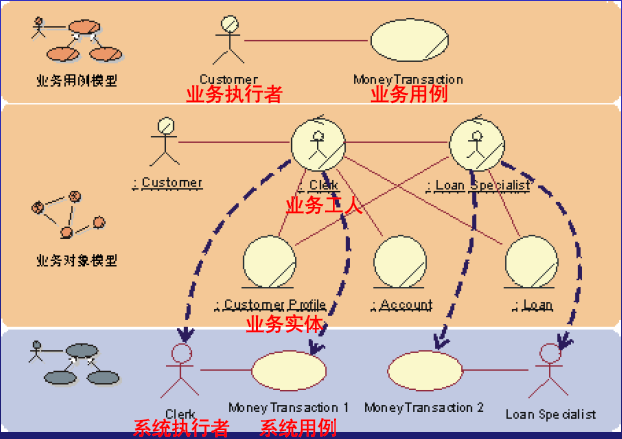 业务用例模型
Customer
MoneyTransaction
业务执行者
业务用例
: Customer
: Clerk
: Loan Specialist
业务工人
业务对象模型
: Customer Profile
: Account
: Loan
业务实体
Clerk
MoneyTransaction 1
MoneyTransaction 2
Loan Specialist
系统执行者
系统用例